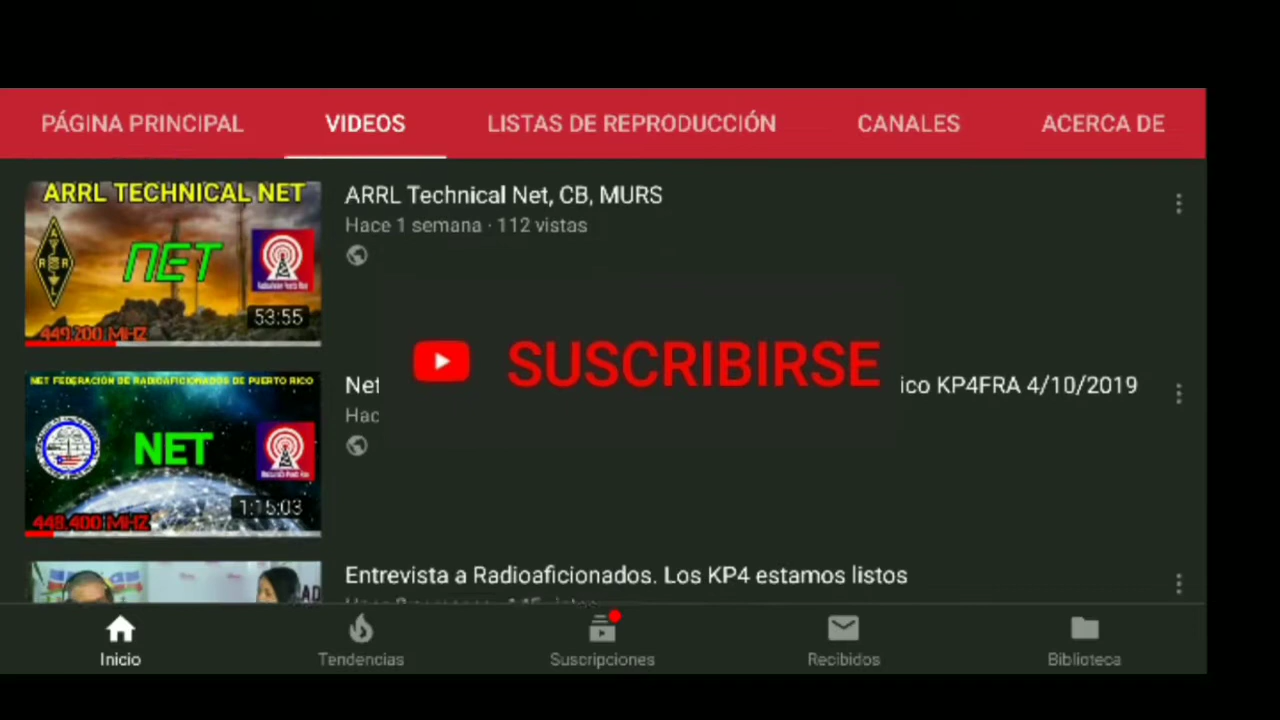 PÁGINA PRINCIPAL VIDEOS LISTAS DE REPRODUCCIÓN CANALES ACERCA DE
ARRL TECHNICAL NET
NET
449.200 MHZ
53:55
ARRL Technical Net, CB, MURS
Hace 1 semana · 112 vistas
SUSCRIBIRSE
NET FEDERACIÓN DE RADIOAFICIONADOS DE PUERTO RICO
NET
448.400 MHZ
1:15:03
Net ico KP4FRA 4/10/2019
Hac
Entrevista a Radioaficionados. Los KP4 estamos listos
Inicio Tendencias Suscripciones Recibidos Biblioteca